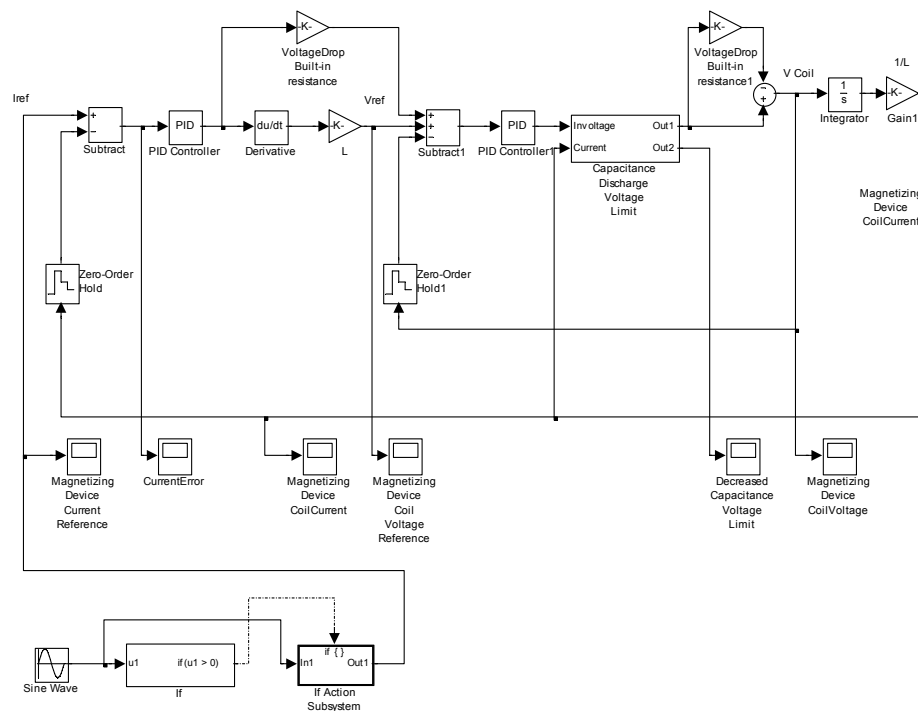 -K-
VoltageDrop
Built-in
resistance
-K-
VoltageDrop
Built-in
resistance1
Iref
Vref
V Coil
1/L
+
−
Subtract
PID
PID Controller
du/dt
Derivative
-K-
L
+
+
−
Subtract1
PID
PID Controller1
Involtage
Current
Out1
Out2
Capacitance
Discharge
Voltage
Limit
−
+
1
s
Integrator
-K-
Gain1
Magnetizing
Device
CoilCurrent
Zero-Order
Hold
Zero-Order
Hold1
Magnetizing
Device
Current
Reference
CurrentError
Magnetizing
Device
CoilCurrent
Magnetizing
Device
Coil
Voltage
Reference
Decreased
Capacitance
Voltage
Limit
Magnetizing
Device
CoilVoltage
Sine Wave
u1
if(u1 > 0)
If
if { }
In1
Out1
If Action
Subsystem